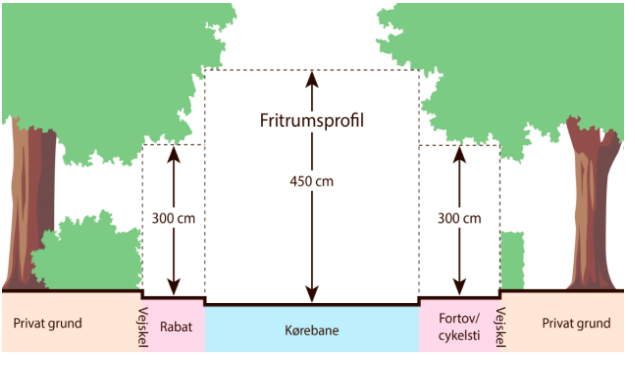 Fritrumsprofil
450 cm
300 cm
300 cm
Privat grund
Vejskel
Rabat
Kørebane
Fortov/
cykelsti
Vejskel
Privat grund